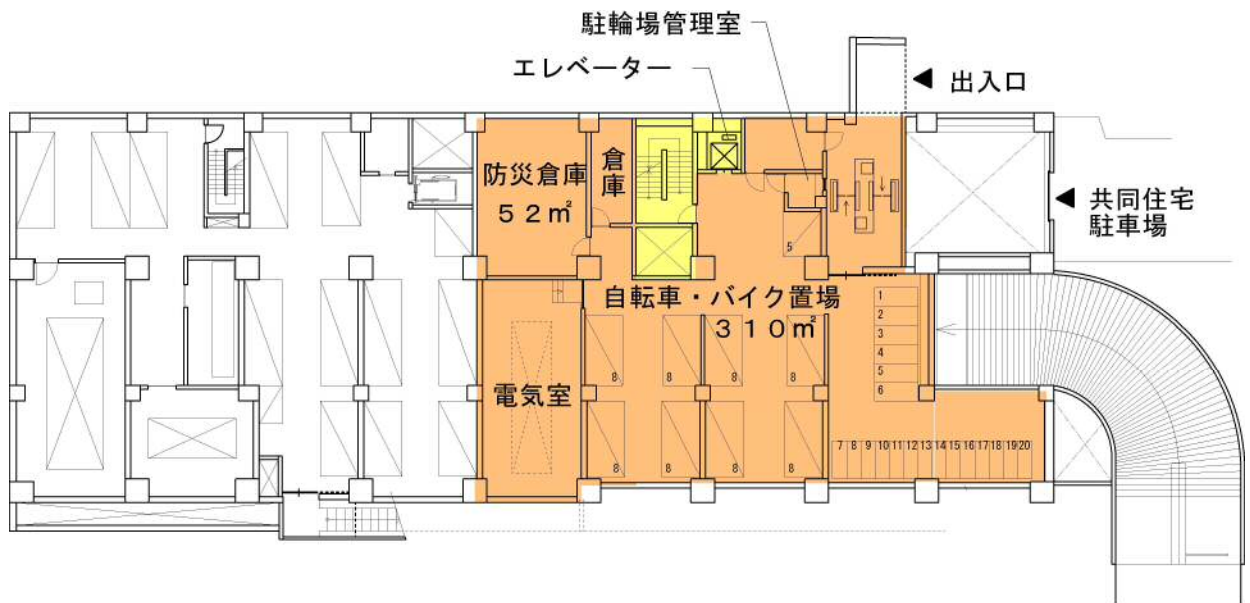 駐輪場管理室
エレベーター
出入口
防災倉庫
５２㎡
倉庫
共同住宅
駐車場
5
自転車・バイク置場
３１０㎡
1
2
3
4
5
6
8 8 8 8
電気室
7 8 9 10 11 12 13 14 15 16 17 18 19 20
8 8 8 8